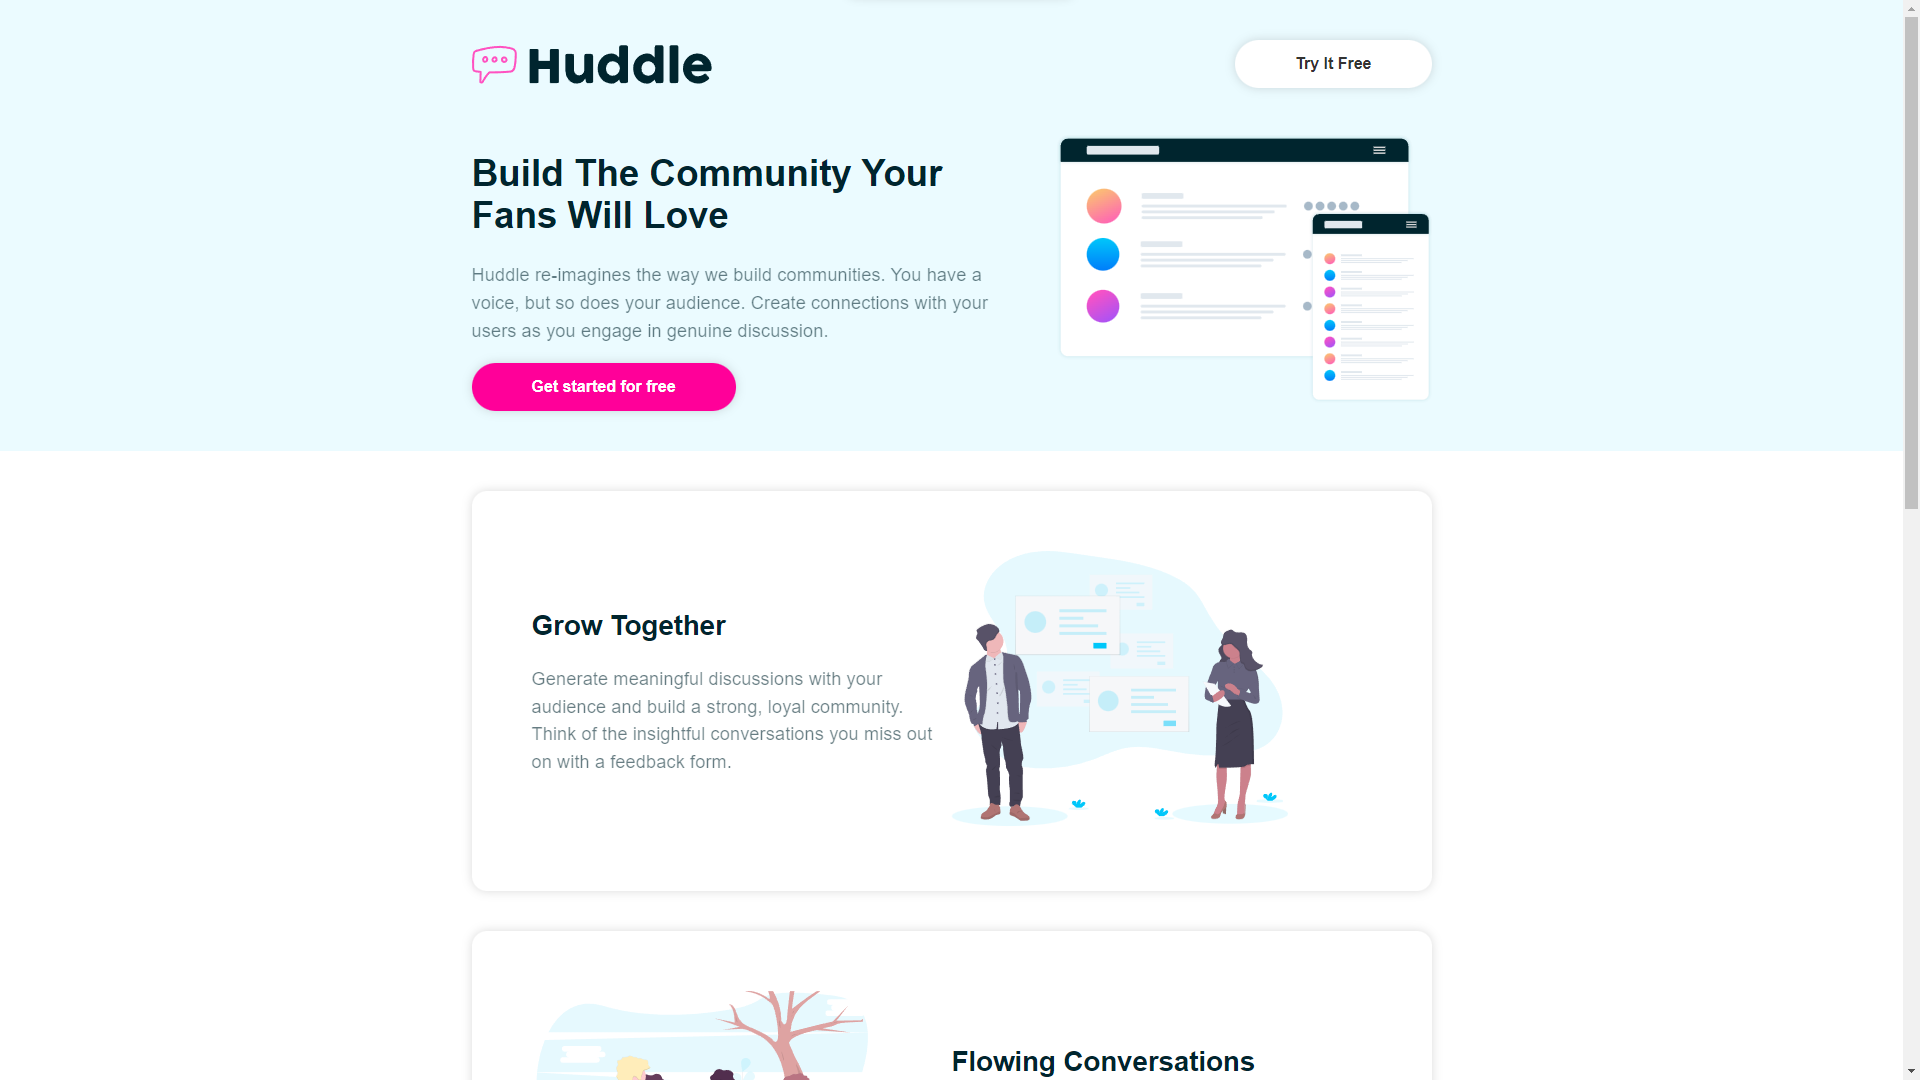 Huddle
Try It Free
Build The Community Your
Fans Will Love
Huddle re-imagines the way we build communities. You have a
voice, but so does your audience. Create connections with your
users as you engage in genuine discussion.
Get started for free
Grow Together
Generate meaningful discussions with your
audience and build a strong, loyal community.
Think of the insightful conversations you miss out
on with a feedback form.
Flowing Conversations